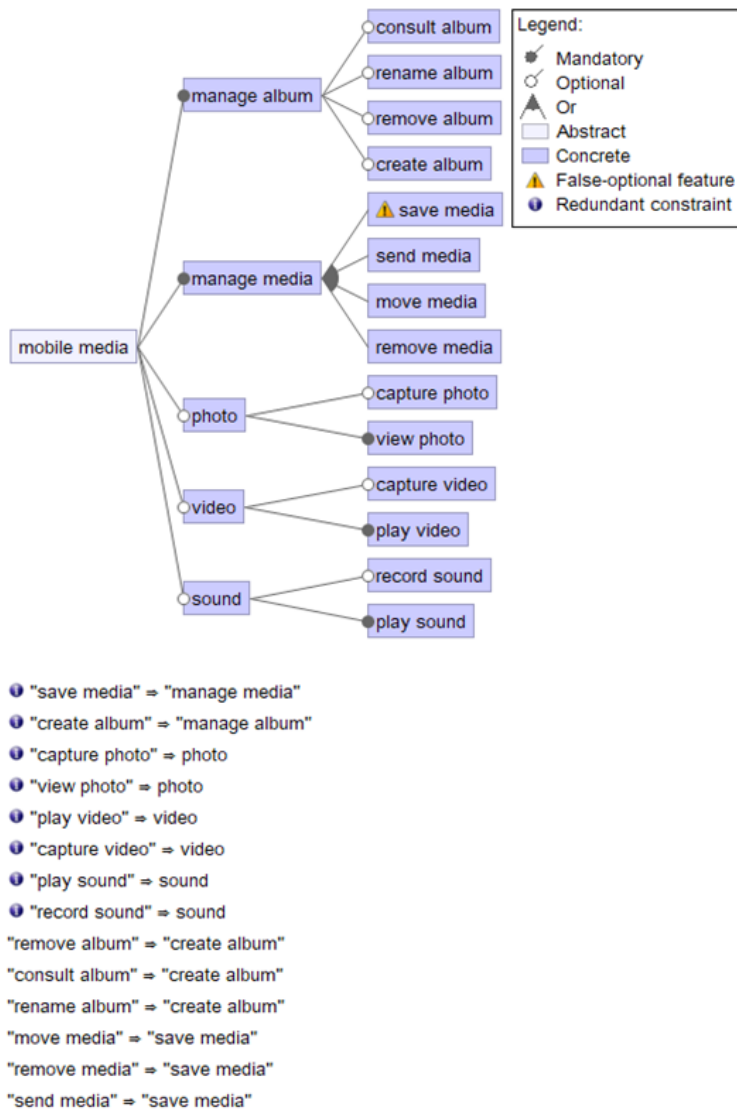 consult album
rename album
manage album
remove album
create album
save media
send media
manage media
move media
remove media
mobile media
capture photo
photo
view photo
capture video
video
play video
record sound
sound
play sound
Legend:
Mandatory
Optional
Or
Abstract
Concrete
False-optional feature
Redundant constraint
"save media" ⇒ "manage media"
"create album" ⇒ "manage album"
"capture photo" ⇒ photo
"view photo" ⇒ photo
"play video" ⇒ video
"capture video" ⇒ video
"play sound" ⇒ sound
"record sound" ⇒ sound
"remove album" ⇒ "create album"
"consult album" ⇒ "create album"
"rename album" ⇒ "create album"
"move media" ⇒ "save media"
"remove media" ⇒ "save media"
"send media" ⇒ "save media"